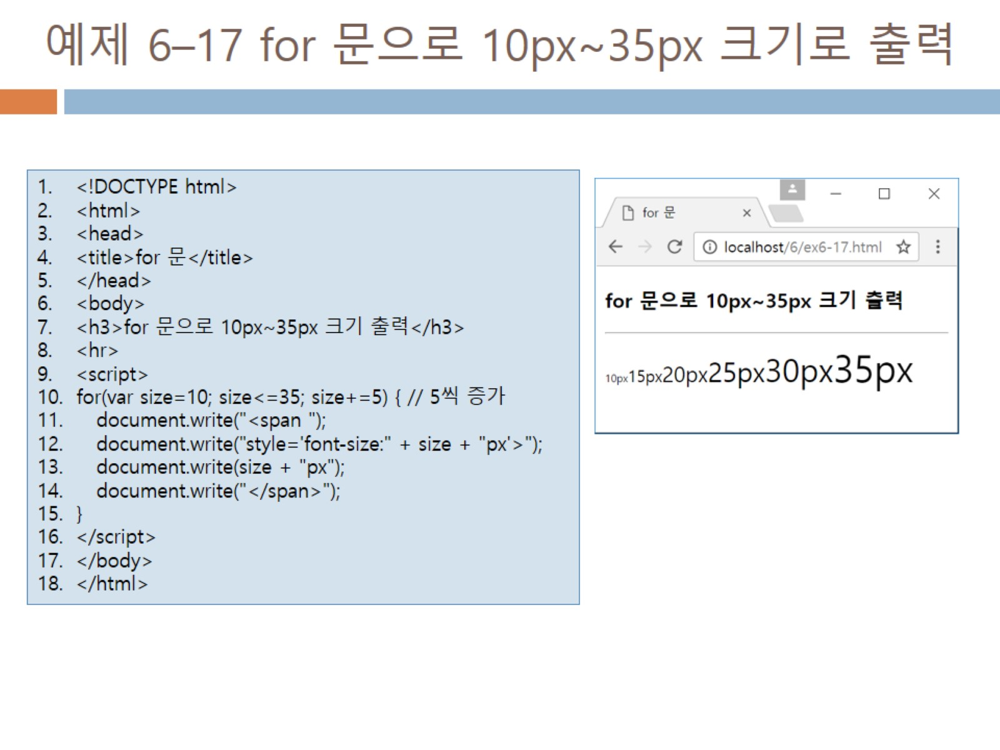 예제 6–17 for 문으로 10px~35px 크기로 출력
1. <!DOCTYPE html>
2. <html>
3. <head>
4. <title>for 문</title>
5. </head>
6. <body>
7. <h3>for 문으로 10px~35px 크기 출력</h3>
8. <hr>
9. <script>
10. for(var size=10; size<=35; size+=5) { // 5씩 증가
11. document.write("<span ");
12. document.write("style='font-size:" + size + "px'>");
13. document.write(size + "px");
14. document.write("</span>");
15. }
16. </script>
17. </body>
18. </html>
for 문
localhost/6/ex6-17.html
for 문으로 10px~35px 크기 출력
10px15px20px25px30px35px